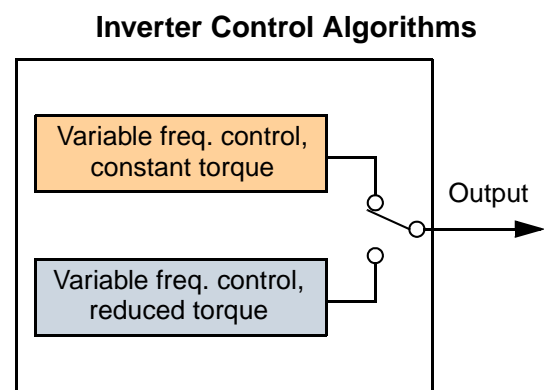 Inverter Control Algorithms
Variable freq. control,
constant torque
Output
Variable freq. control,
reduced torque